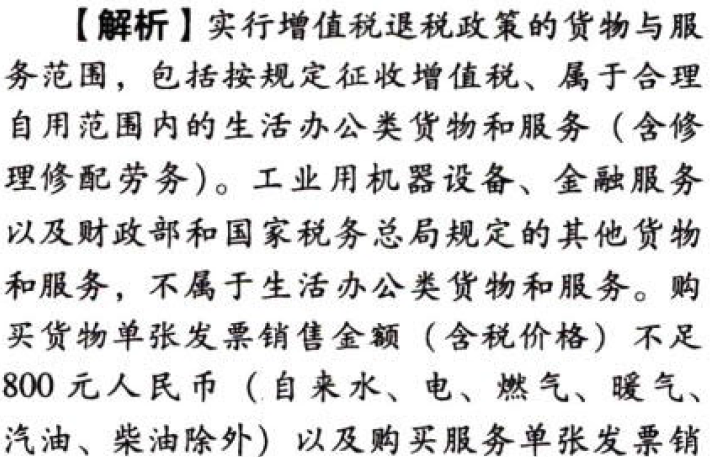 【解析】实行增值税退税政策的货物与服
务范围，包括按规定征收增值税、属于合理
自用范围内的生活办公类货物和服务（含修
理修配劳务）。工业用机器设备、金融服务
以及财政部和国家税务总局规定的其他货物
和服务，不属于生活办公类货物和服务。购
买货物单张发票销售金额（含税价格）不足
800 元人民币（自来水、电、燃气、暖气、
汽油、柴油除外）以及购买服务单张发票销